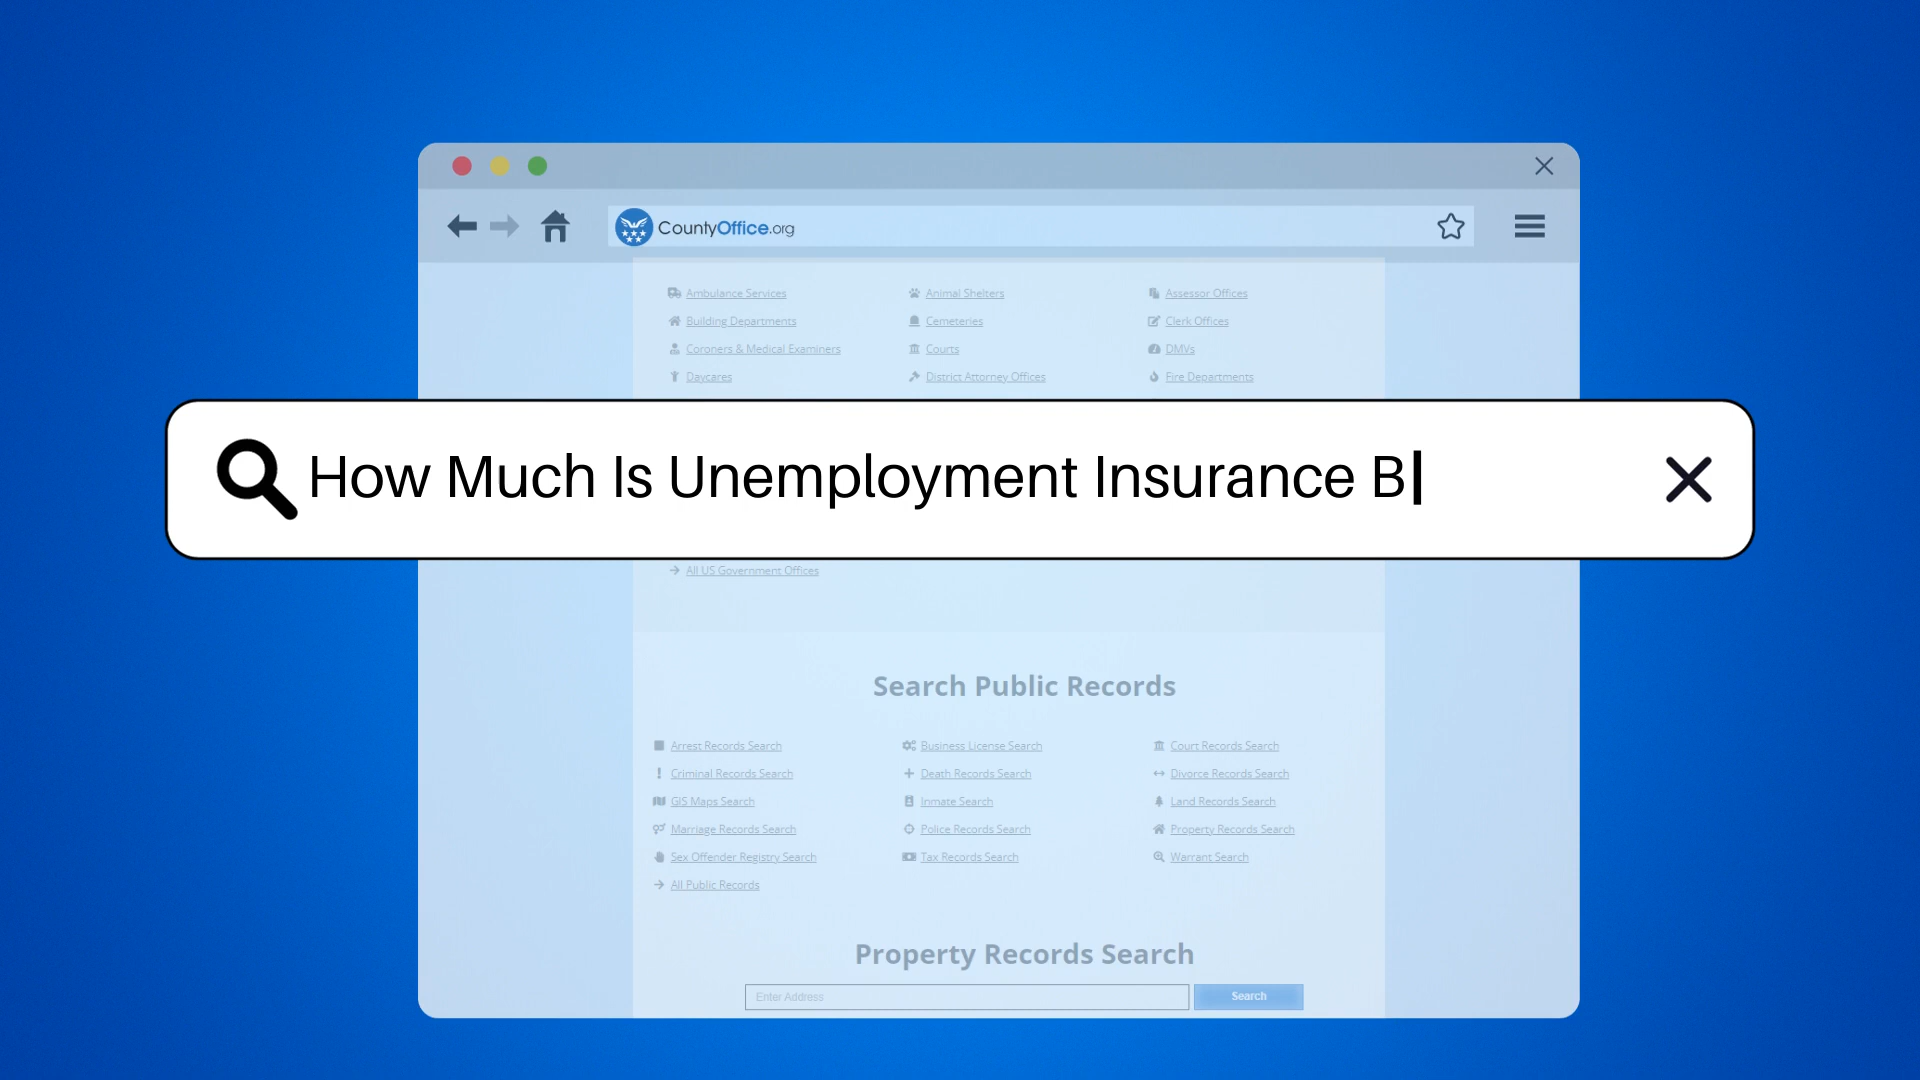 CountyOffice.org
Ambulance Services Animal Shelters Assessor Offices
Building Departments Cemeteries Clerk Offices
Coroners & Medical Examiners Courts DMVs
Daycares District Attorney Offices Fire Departments
How Much Is Unemployment Insurance B
All US Government Offices
Search Public Records
Arrest Records Search Business License Search Court Records Search
Criminal Records Search Death Records Search Divorce Records Search
GIS Maps Search Inmate Search Land Records Search
Marriage Records Search Police Records Search Property Records Search
Sex Offender Registry Search Tax Records Search Warrant Search
All Public Records
Property Records Search
Enter Address Search